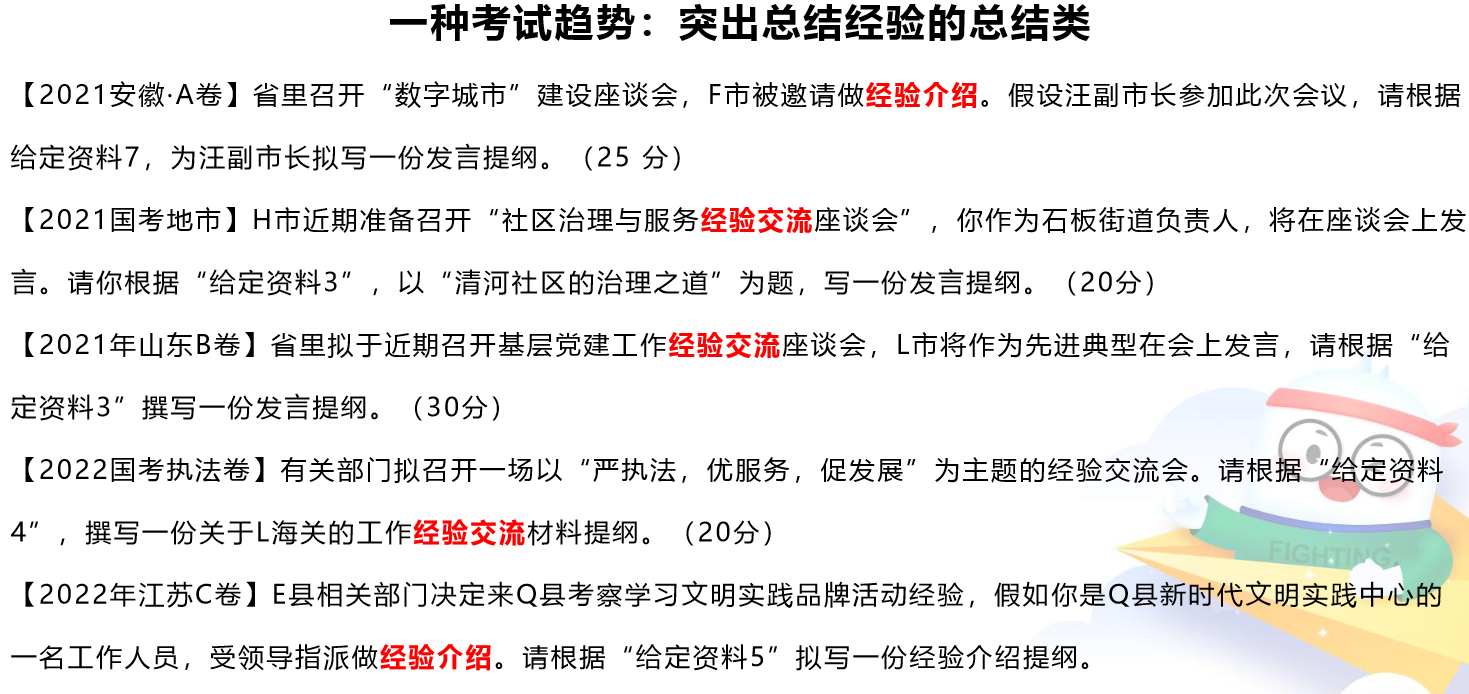 一种考试趋势：突出总结经验的总结类
【2021安徽·A卷】省里召开“数字城市”建设座谈会，F市被邀请做经验介绍。假设汪副市长参加此次会议，请根据
给定资料7，为汪副市长拟写一份发言提纲。（25 分）
【2021国考地市】H市近期准备召开“社区治理与服务经验交流座谈会”，你作为石板街道负责人，将在座谈会上发
言。请你根据“给定资料3”，以“清河社区的治理之道”为题，写一份发言提纲。（20分）
【2021年山东B卷】省里拟于近期召开基层党建工作经验交流座谈会，L市将作为先进典型在会上发言，请根据“给
定资料3”撰写一份发言提纲。（30分）
【2022国考执法卷】有关部门拟召开一场以“严执法，优服务，促发展”为主题的经验交流会。请根据“给定资料
4”，撰写一份关于L海关的工作经验交流材料提纲。（20分）
【2022年江苏C卷】E县相关部门决定来Q县考察学习文明实践品牌活动经验，假如你是Q县新时代文明实践中心的
一名工作人员，受领导指派做经验介绍。请根据“给定资料5”拟写一份经验介绍提纲。
FIGHTING.